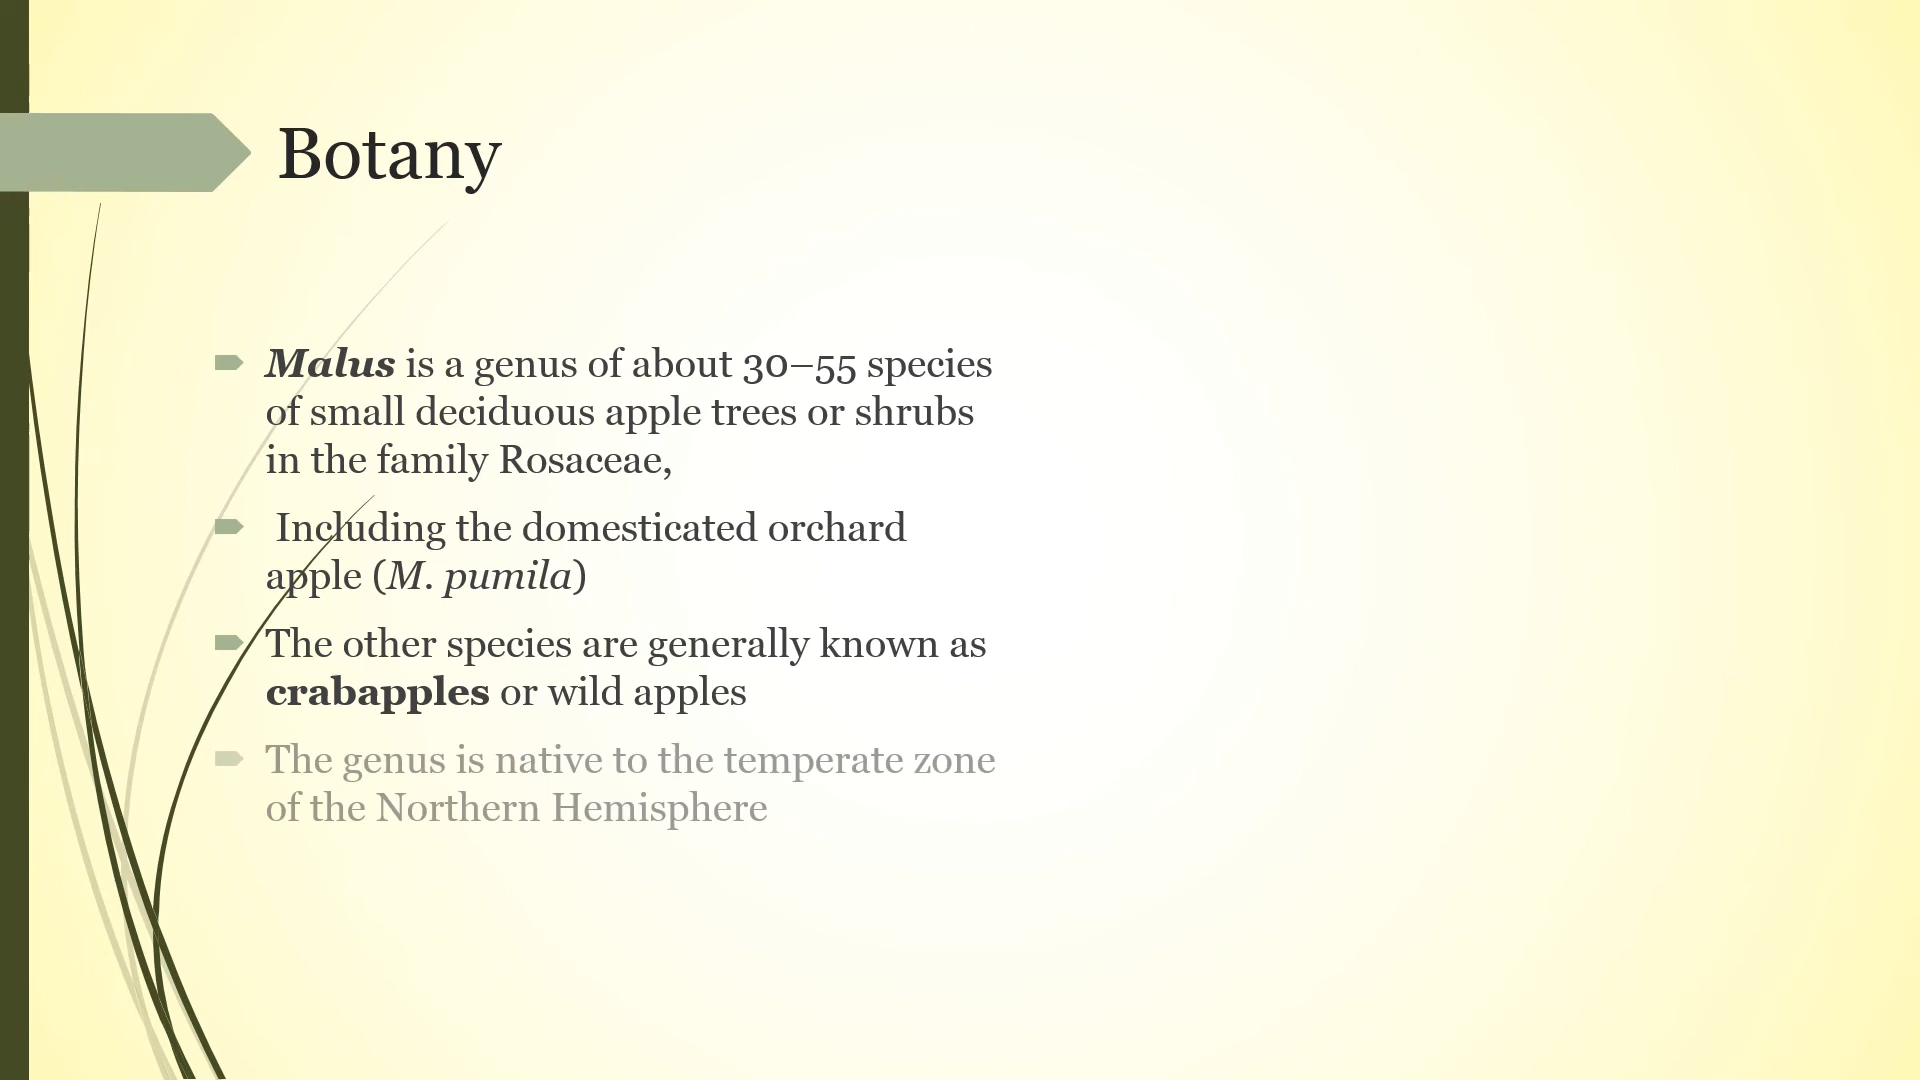 Botany
Malus is a genus of about 30–55 species
of small deciduous apple trees or shrubs
in the family Rosaceae,
Including the domesticated orchard
apple (M. pumila)
The other species are generally known as
crabapples or wild apples
The genus is native to the temperate zone
of the Northern Hemisphere